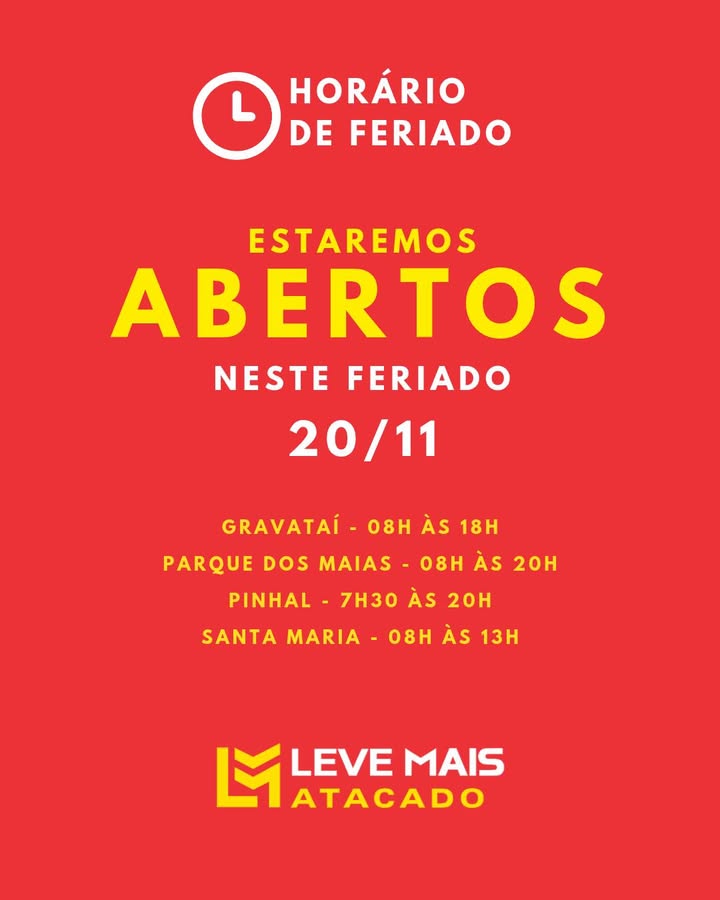 HORÁRIO
DE FERIADO
ESTAREMOS
ABERTOS
NESTE FERIADO
20/11
GRAVATAÍ - 08H ÀS 18H
PARQUE DOS MAIAS - 08H ÀS 20H
PINHAL - 7H30 ÀS 20H
SANTA MARIA - 08H ÀS 13H
LEVE MAIS
ATACADO